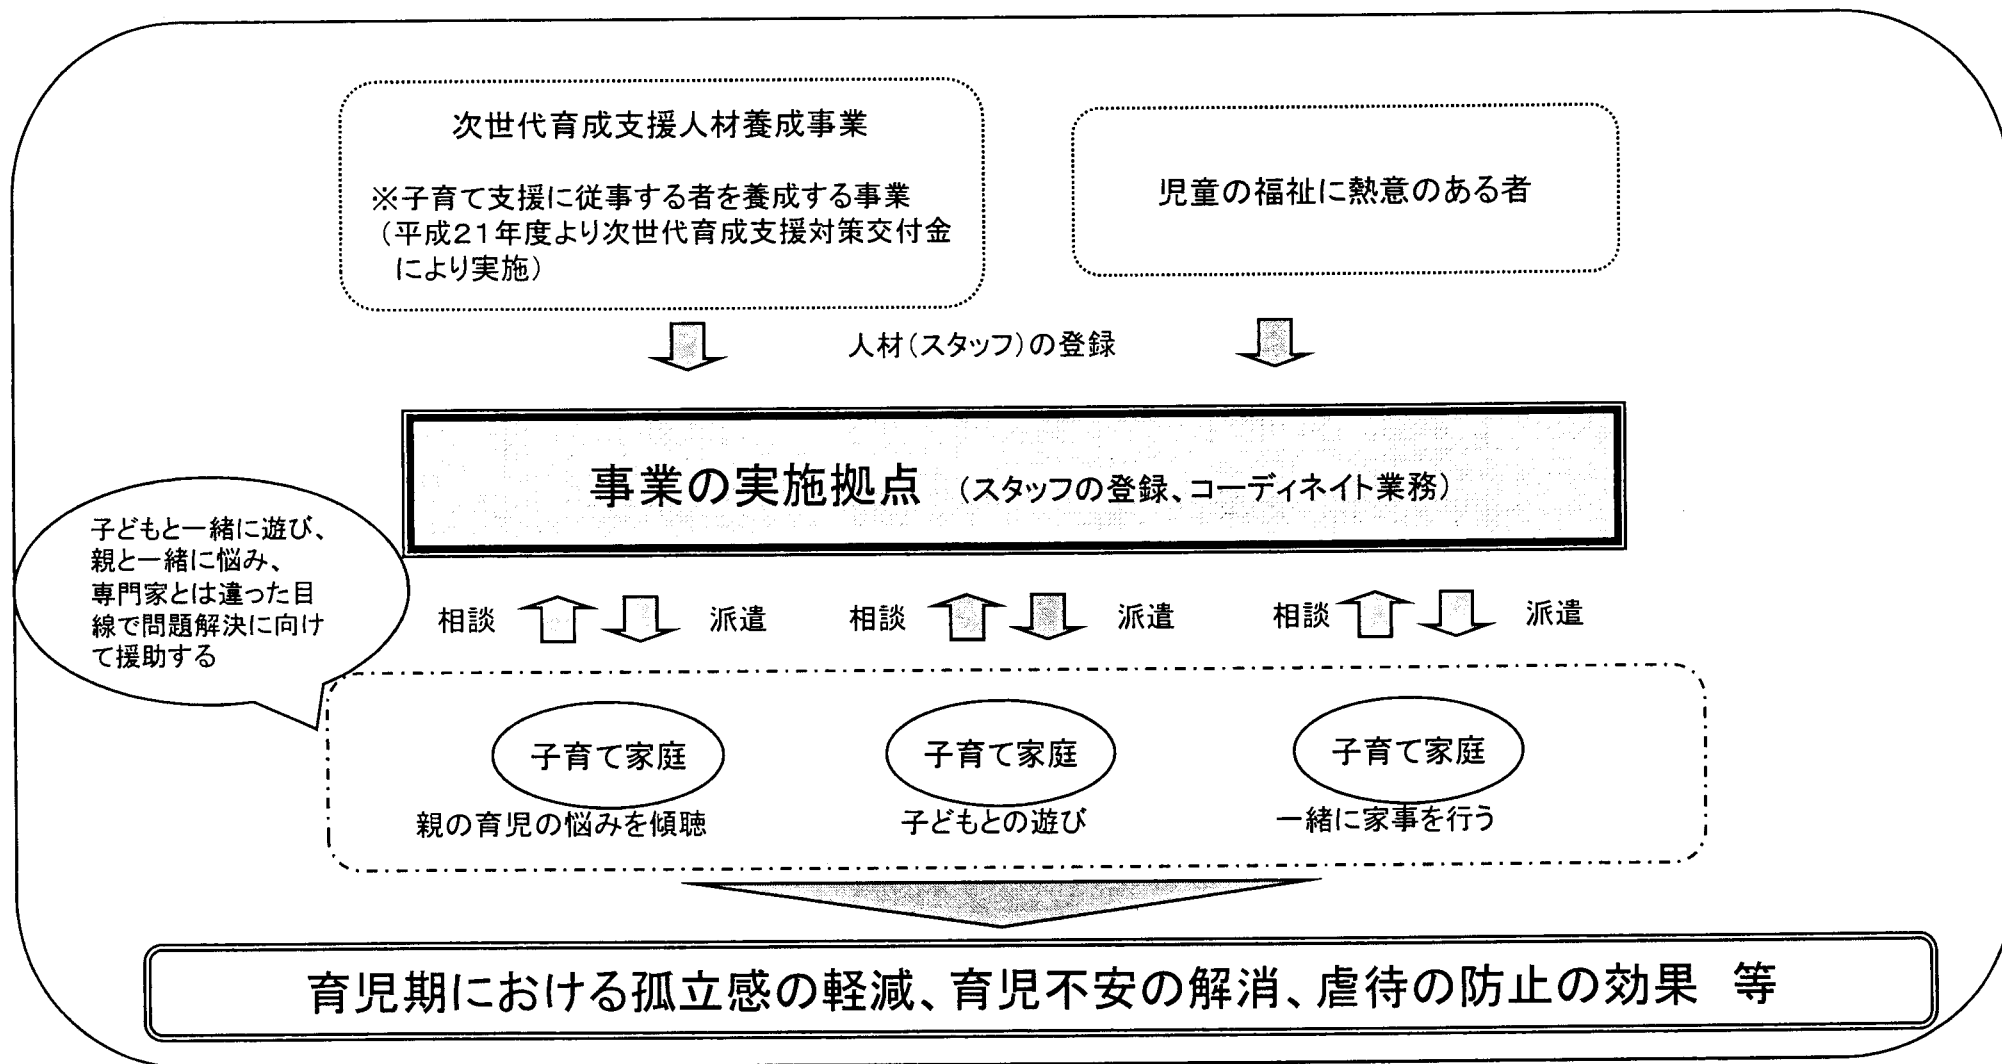 次世代育成支援人材養成事業
※子育て支援に従事する者を養成する事業
(平成21年度より次世代育成支援対策交付金
により実施)
児童の福祉に熱意のある者
人材(スタッフ)の登録
事業の実施拠点 (スタッフの登録、コーディネイト業務)
子どもと一緒に遊び、
親と一緒に悩み、
専門家とは違った目
線で問題解決に向け
て援助する
相談 派遣 相談 派遣 相談 派遣
子育て家庭 子育て家庭 子育て家庭
親の育児の悩みを傾聴 子どもとの遊び 一緒に家事を行う
育児期における孤立感の軽減、育児不安の解消、虐待の防止の効果 等